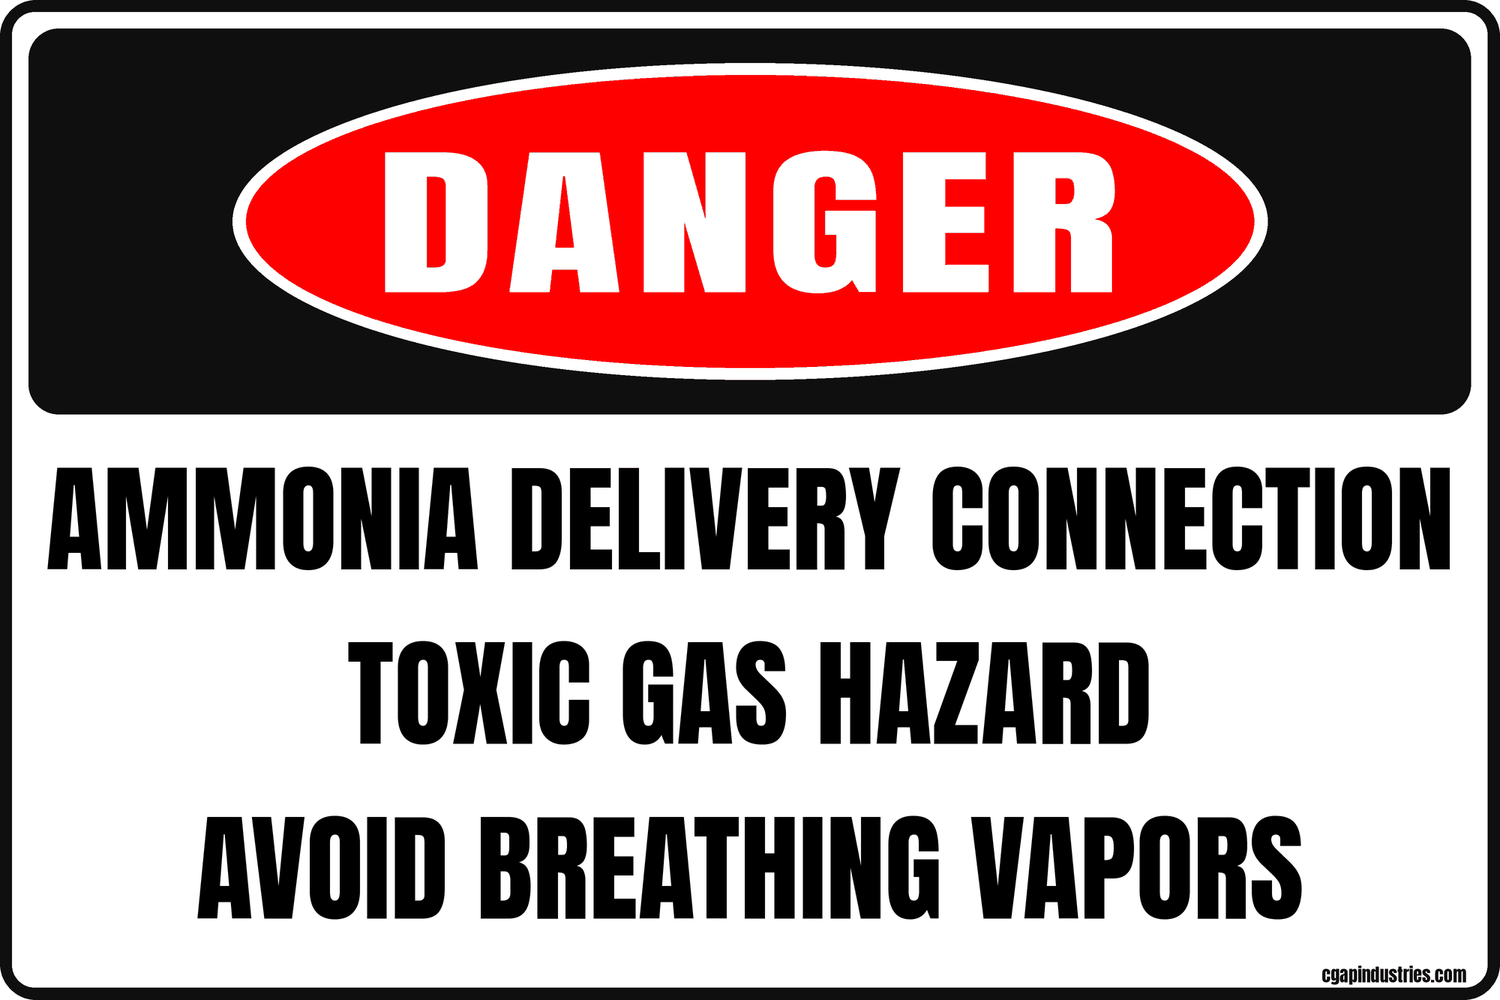 DANGER
AMMONIA DELIVERY CONNECTION
TOXIC GAS HAZARD
AVOID BREATHING VAPORS
cgapindustries.com